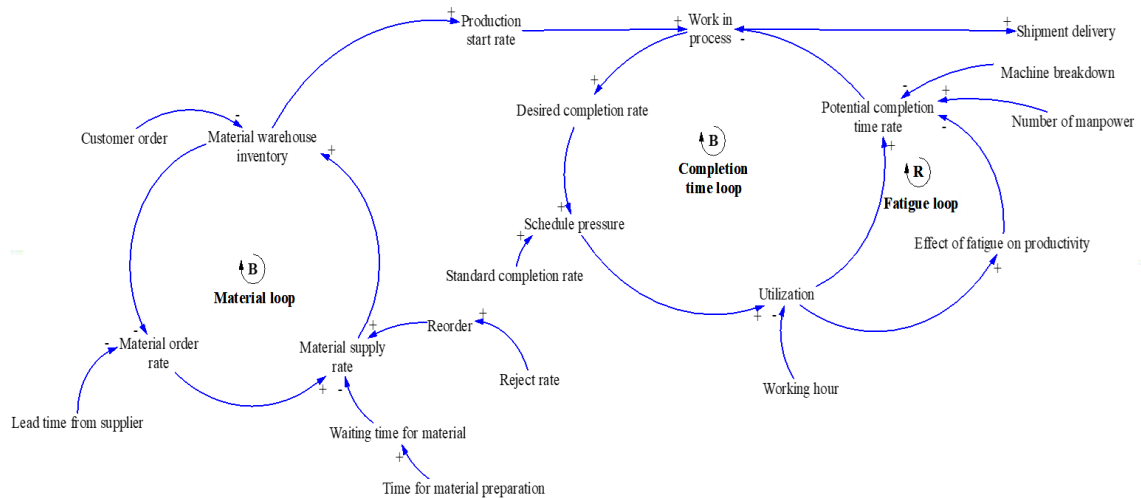 Production
start rate
Work in
process
Shipment delivery
Machine breakdown
Desired completion rate
Potential completion
time rate
Number of manpower
Customer order
Material warehouse
inventory
B
Completion
time loop
R
Fatigue loop
Schedule pressure
Effect of fatigue on productivity
B
Material loop
Standard completion rate
Utilization
Reorder
Material order
rate
Material supply
rate
Reject rate
Working hour
Lead time from supplier
Waiting time for material
Time for material preparation
+
+
-
+
+
-
+
-
+
-
+
+
+
+
+
-
-
+
+
+
-
+
-
+